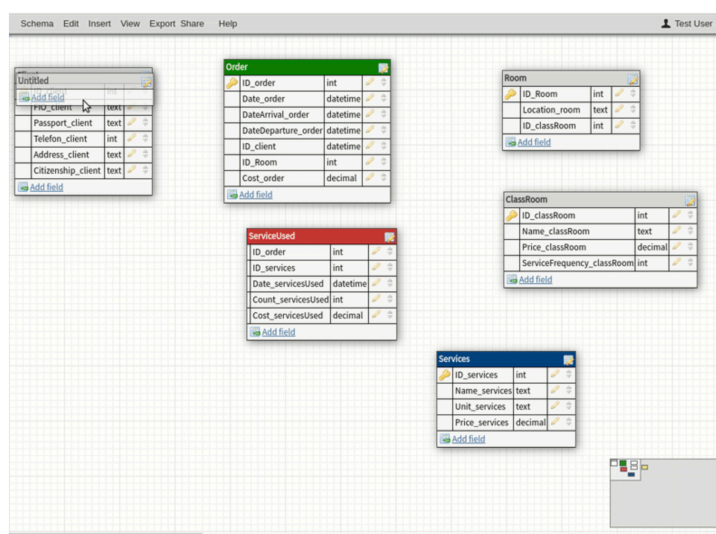 Schema Edit Insert View Export Share Help Test User
Untitled
Add field
FIO_client text
Passport_client text
Telefon_client int
Address_client text
Citizenship_client text
Add field
Order
ID_order int
Date_order datetime
DateArrival_order datetime
DateDeparture_order datetime
ID_client datetime
ID_Room int
Cost_order decimal
Add field
Room
ID_Room int
Location_room text
ID_classRoom int
Add field
ClassRoom
ID_classRoom int
Name_classRoom text
Price_classRoom decimal
ServiceFrequency_classRoom int
Add field
ServiceUsed
ID_order int
ID_services int
Date_servicesUsed datetime
Count_servicesUsed int
Cost_servicesUsed decimal
Add field
Services
ID_services int
Name_services text
Unit_services text
Price_services decimal
Add field